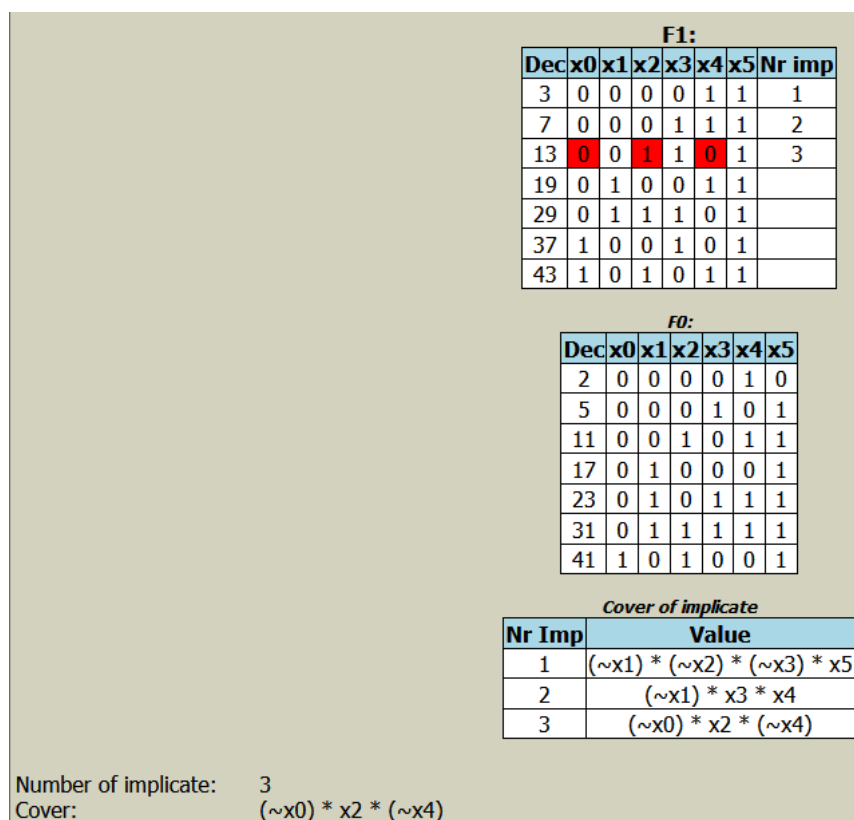 F1:
Dec x0 x1 x2 x3 x4 x5 Nr imp
3 0 0 0 0 1 1 1
7 0 0 0 1 1 1 2
13 0 0 1 1 0 1 3
19 0 1 0 0 1 1
29 0 1 1 1 0 1
37 1 0 0 1 0 1
43 1 0 1 0 1 1
F0:
Dec x0 x1 x2 x3 x4 x5
2 0 0 0 0 1 0
5 0 0 0 1 0 1
11 0 0 1 0 1 1
17 0 1 0 0 0 1
23 0 1 0 1 1 1
31 0 1 1 1 1 1
41 1 0 1 0 0 1
Cover of implicate
Nr Imp Value
1 (~x1) * (~x2) * (~x3) * x5
2 (~x1) * x3 * x4
3 (~x0) * x2 * (~x4)
Number of implicate: 3
Cover: (~x0) * x2 * (~x4)